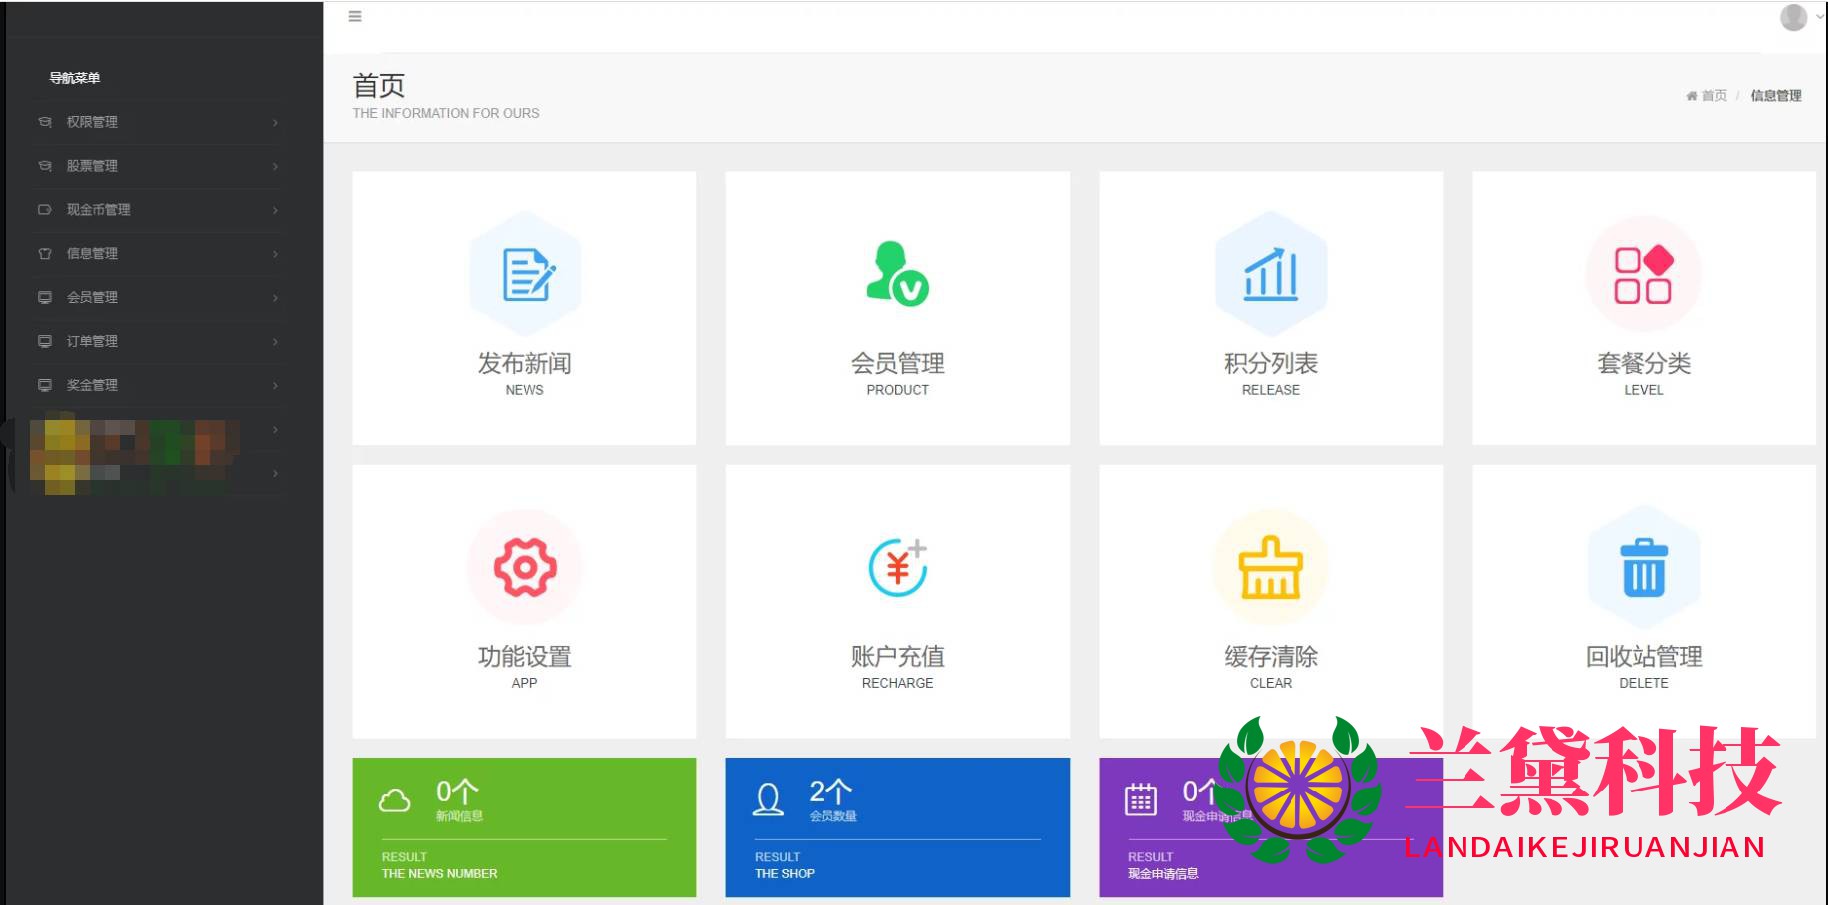 导航菜单
权限管理
股票管理
现金币管理
信息管理
会员管理
订单管理
奖金管理
首页
THE INFORMATION FOR OURS
首页 / 信息管理
发布新闻
NEWS
会员管理
PRODUCT
积分列表
RELEASE
套餐分类
LEVEL
功能设置
APP
账户充值
RECHARGE
缓存清除
CLEAR
回收站管理
DELETE
0个
新闻信息
RESULT
THE NEWS NUMBER
2个
会员数量
RESULT
THE SHOP
0个
现金申请信息
RESULT
现金申请信息
兰黛科技
LANDAIKEJIRUANJIAN